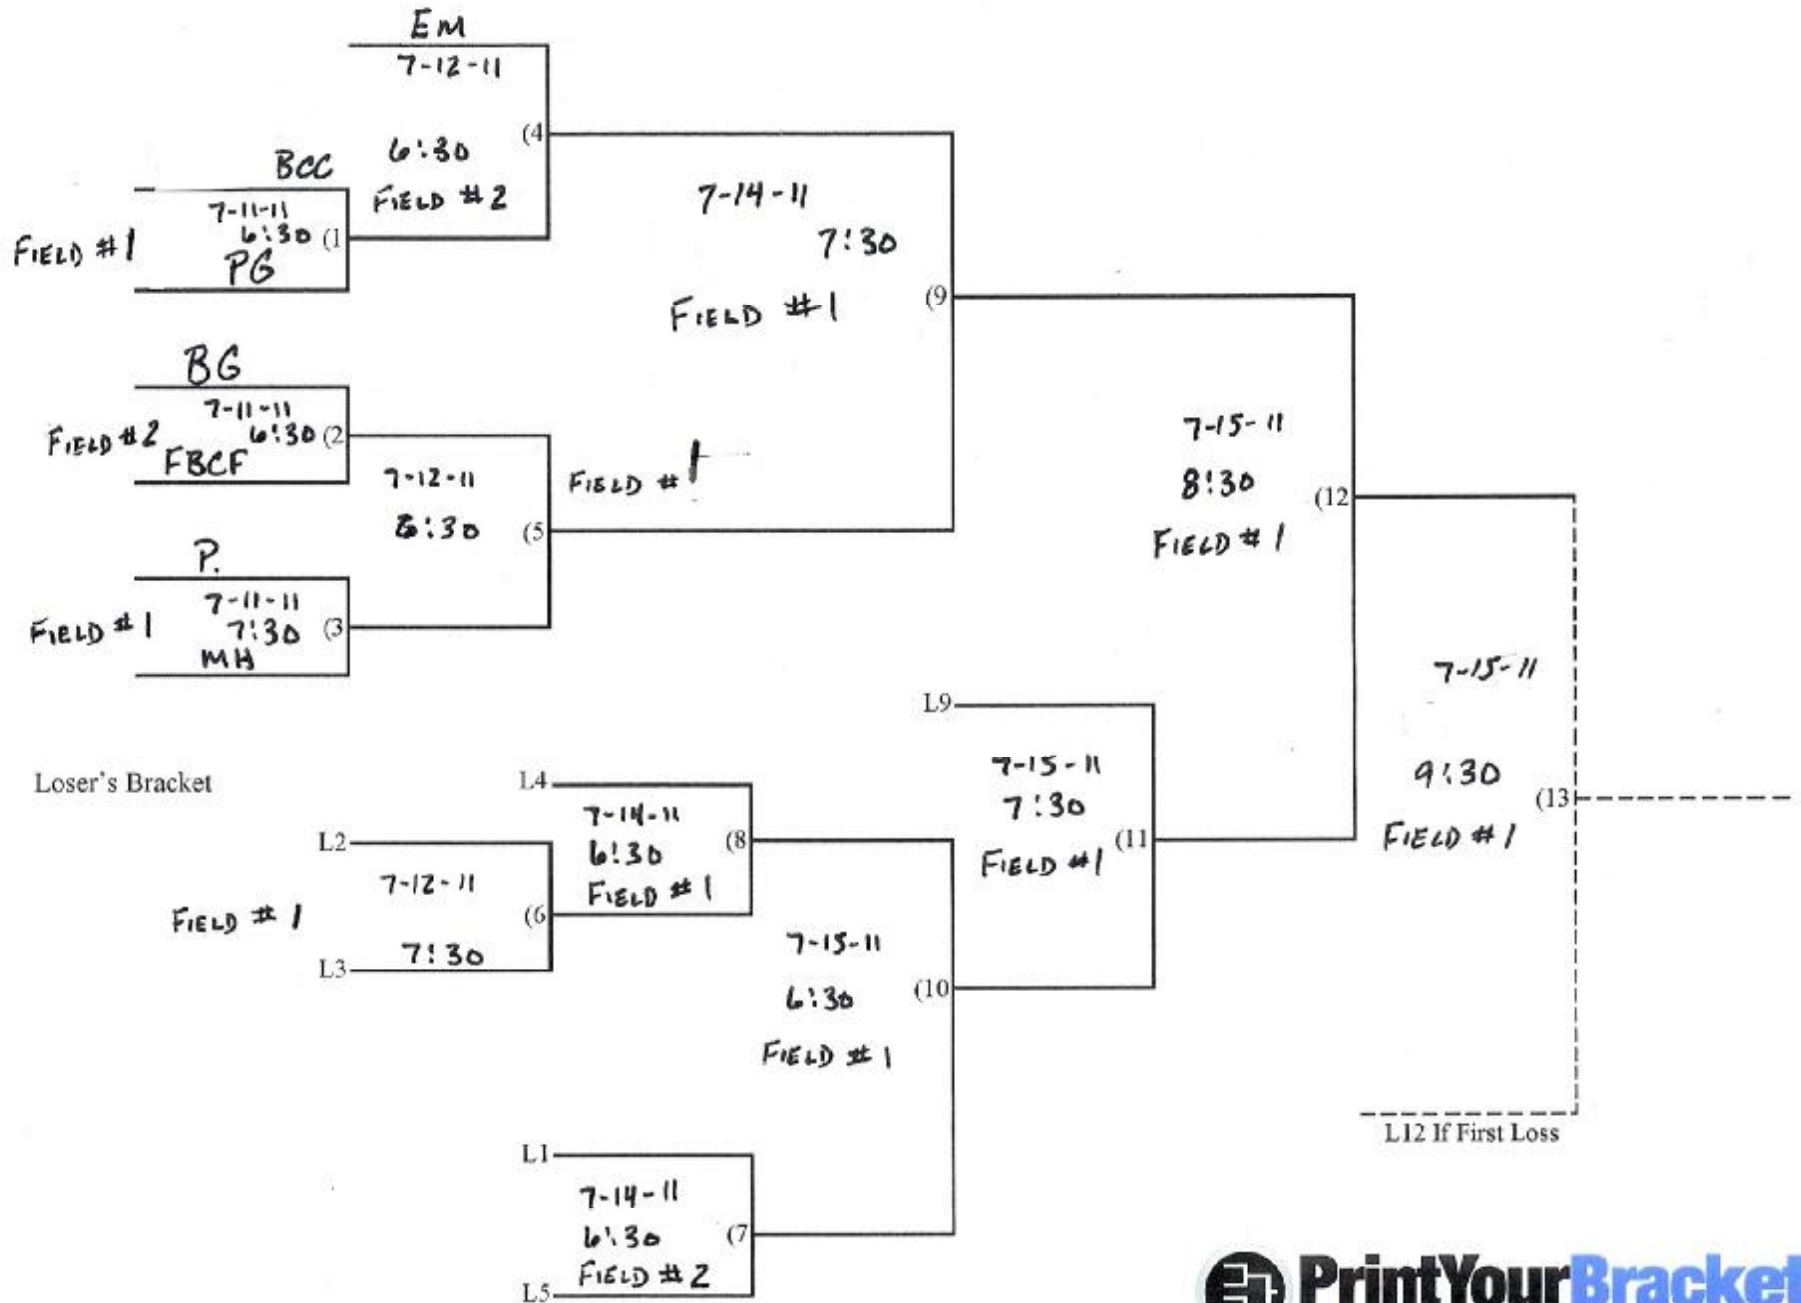 EM
7-12-11
6:30
FIELD #2
(4
BCC
7-11-11
6:30 (1
FIELD #1
PG
7-14-11
7:30
FIELD #1
(9
BG
7-11-11
FIELD #2 6:30 (2
FBCF
7-12-11
6:30 (5
FIELD #1
P.
7-11-11
FIELD #1 7:30 (3
MH
7-15-11
8:30 (12
FIELD #1
7-15-11
9:30 (13
FIELD #1
L12 If First Loss
Loser's Bracket
L9
7-15-11
7:30
FIELD #1 (11
L4
7-14-11
6:30 (8
FIELD #1
L2
7-12-11
FIELD #1 (6
7:30
L3
7-15-11
6:30 (10
FIELD #1
L1
7-14-11
6:30 (7
FIELD #2
L5
PrintYourBracket